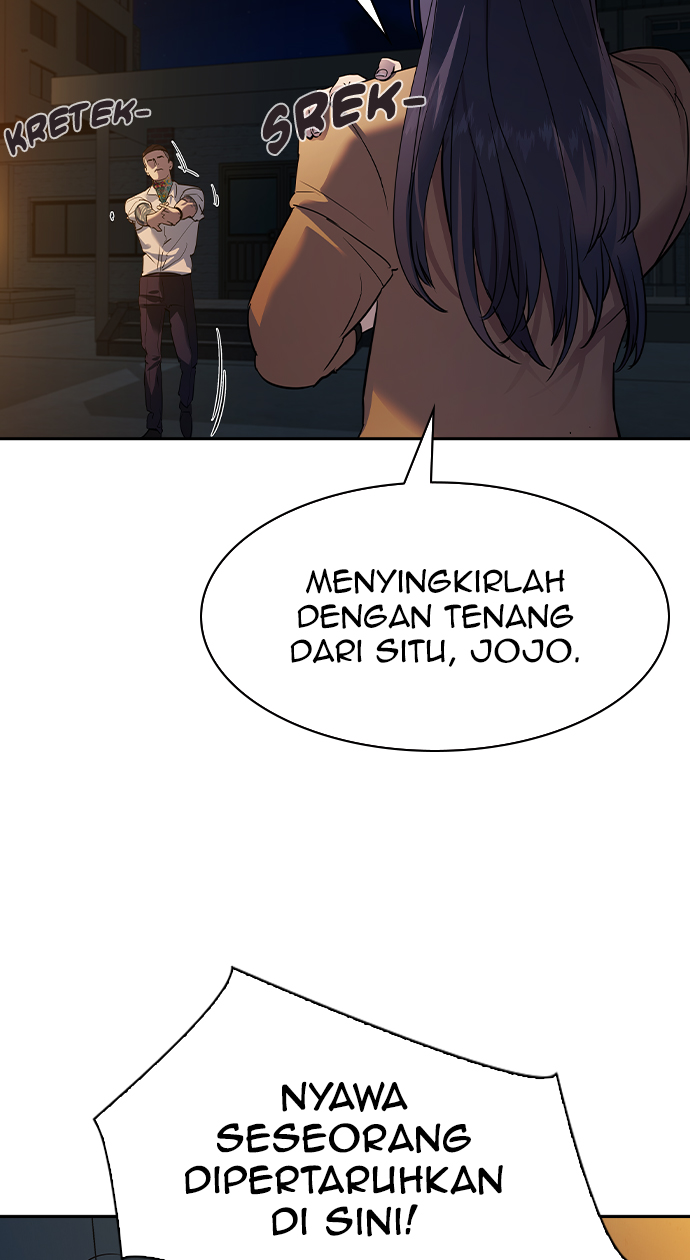 KRETEK-
SREK-
MENYINGKIRLAH
DENGAN TENANG
DARI SITU, JOJO.
NYAWA
SESEORANG
DIPERTARUHKAN
DI SINI!